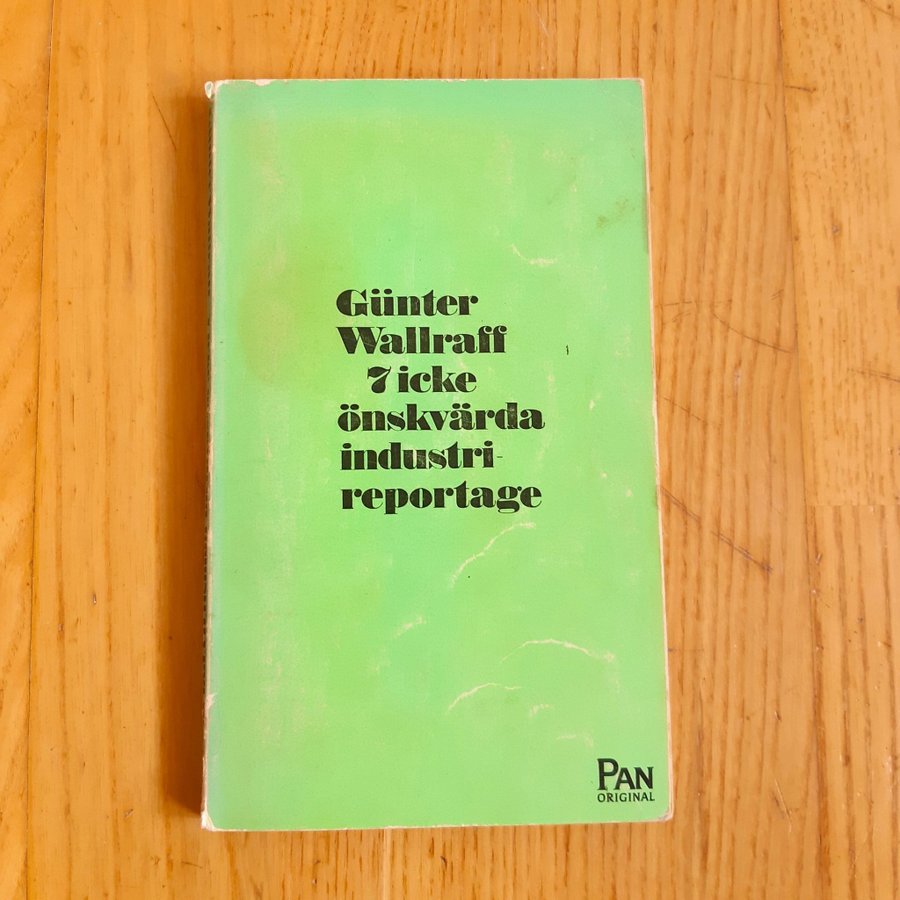 Günter
Wallraff
7 icke
önskvärda
industri-
reportage
PAN
ORIGINAL